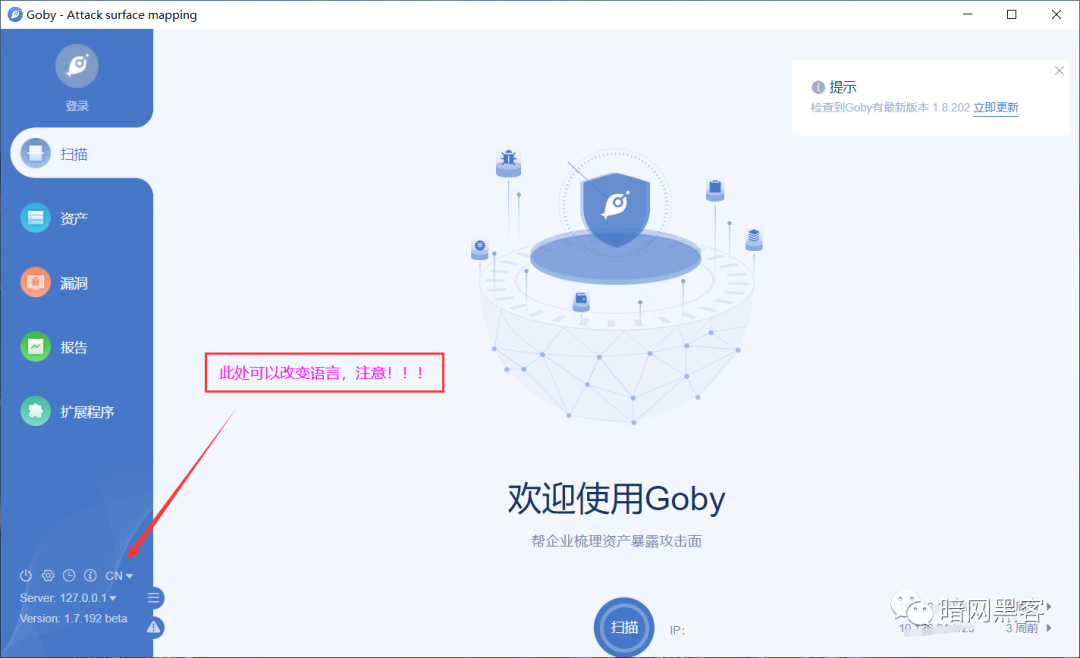 Goby - Attack surface mapping
登录
扫描
资产
漏洞
报告
扩展程序
CN
Server: 127.0.0.1
Version: 1.7.192 beta
提示
检查到Goby有最新版本 1.8.202 立即更新
此处可以改变语言，注意！！！
欢迎使用Goby
帮企业梳理资产暴露攻击面
扫描
IP:
暗网黑客
3 周前